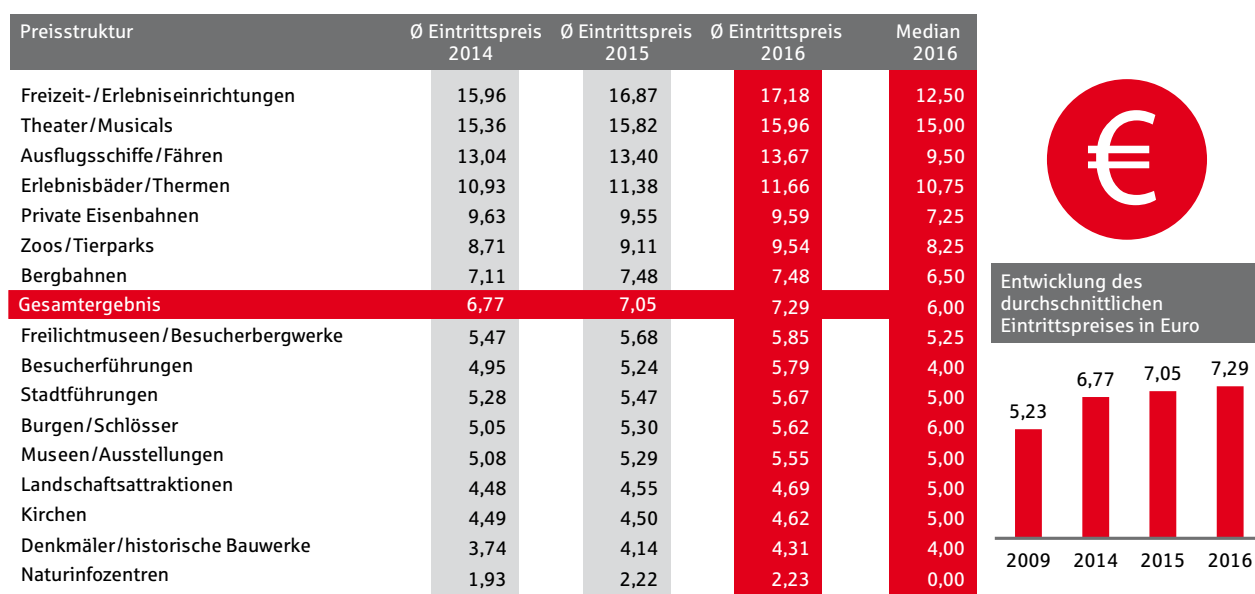 Preisstruktur Ø Eintrittspreis 2014 Ø Eintrittspreis 2015 Ø Eintrittspreis 2016 Median 2016
Freizeit-/Erlebniseinrichtungen 15,96 16,87 17,18 12,50
Theater/Musicals 15,36 15,82 15,96 15,00
Ausflugsschiffe/Fähren 13,04 13,40 13,67 9,50
Erlebnisbäder/Thermen 10,93 11,38 11,66 10,75
Private Eisenbahnen 9,63 9,55 9,59 7,25
Zoos/Tierparks 8,71 9,11 9,54 8,25
Bergbahnen 7,11 7,48 7,48 6,50
Gesamtergebnis 6,77 7,05 7,29 6,00
Freilichtmuseen/Besucherbergwerke 5,47 5,68 5,85 5,25
Besucherführungen 4,95 5,24 5,79 4,00
Stadtführungen 5,28 5,47 5,67 5,00
Burgen/Schlösser 5,05 5,30 5,62 6,00
Museen/Ausstellungen 5,08 5,29 5,55 5,00
Landschaftsattraktionen 4,48 4,55 4,69 5,00
Kirchen 4,49 4,50 4,62 5,00
Denkmäler/historische Bauwerke 3,74 4,14 4,31 4,00
Naturinfozentren 1,93 2,22 2,23 0,00
€
Entwicklung des
durchschnittlichen
Eintrittspreises in Euro
5,23 6,77 7,05 7,29
2009 2014 2015 2016